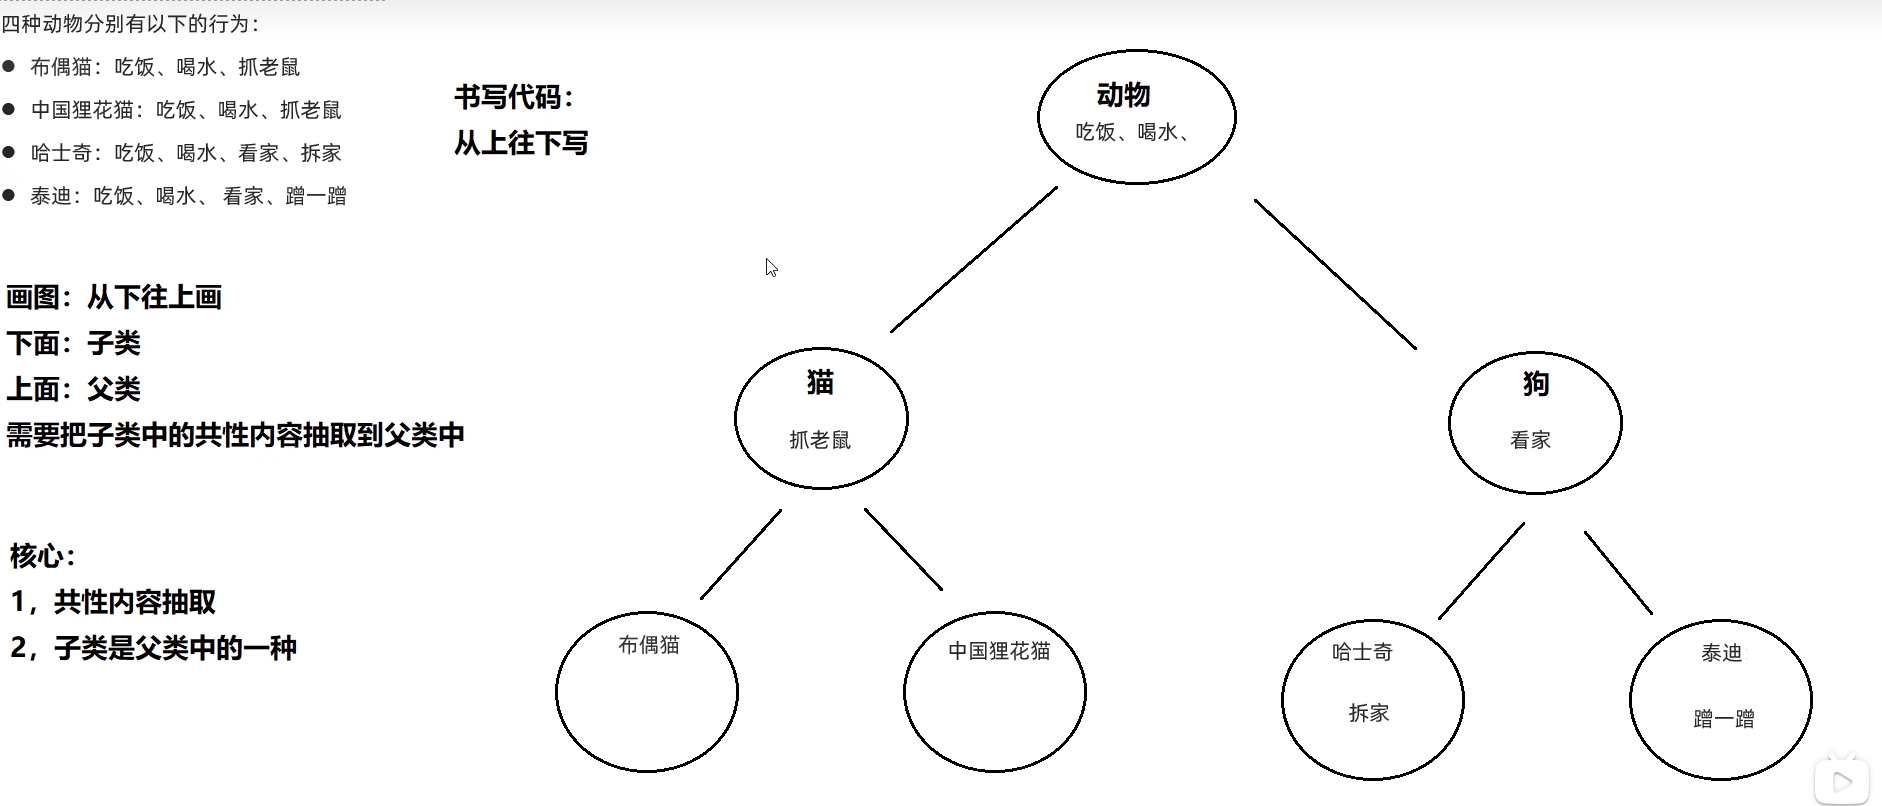 四种动物分别有以下的行为：
● 布偶猫：吃饭、喝水、抓老鼠
● 中国狸花猫：吃饭、喝水、抓老鼠
● 哈士奇：吃饭、喝水、看家、拆家
● 泰迪：吃饭、喝水、 看家、蹭一蹭
书写代码：
从上往下写
画图：从下往上画
下面：子类
上面：父类
需要把子类中的共性内容抽取到父类中
核心：
1，共性内容抽取
2，子类是父类中的一种
动物
吃饭、喝水、
猫
抓老鼠
狗
看家
布偶猫
中国狸花猫
哈士奇
拆家
泰迪
蹭一蹭